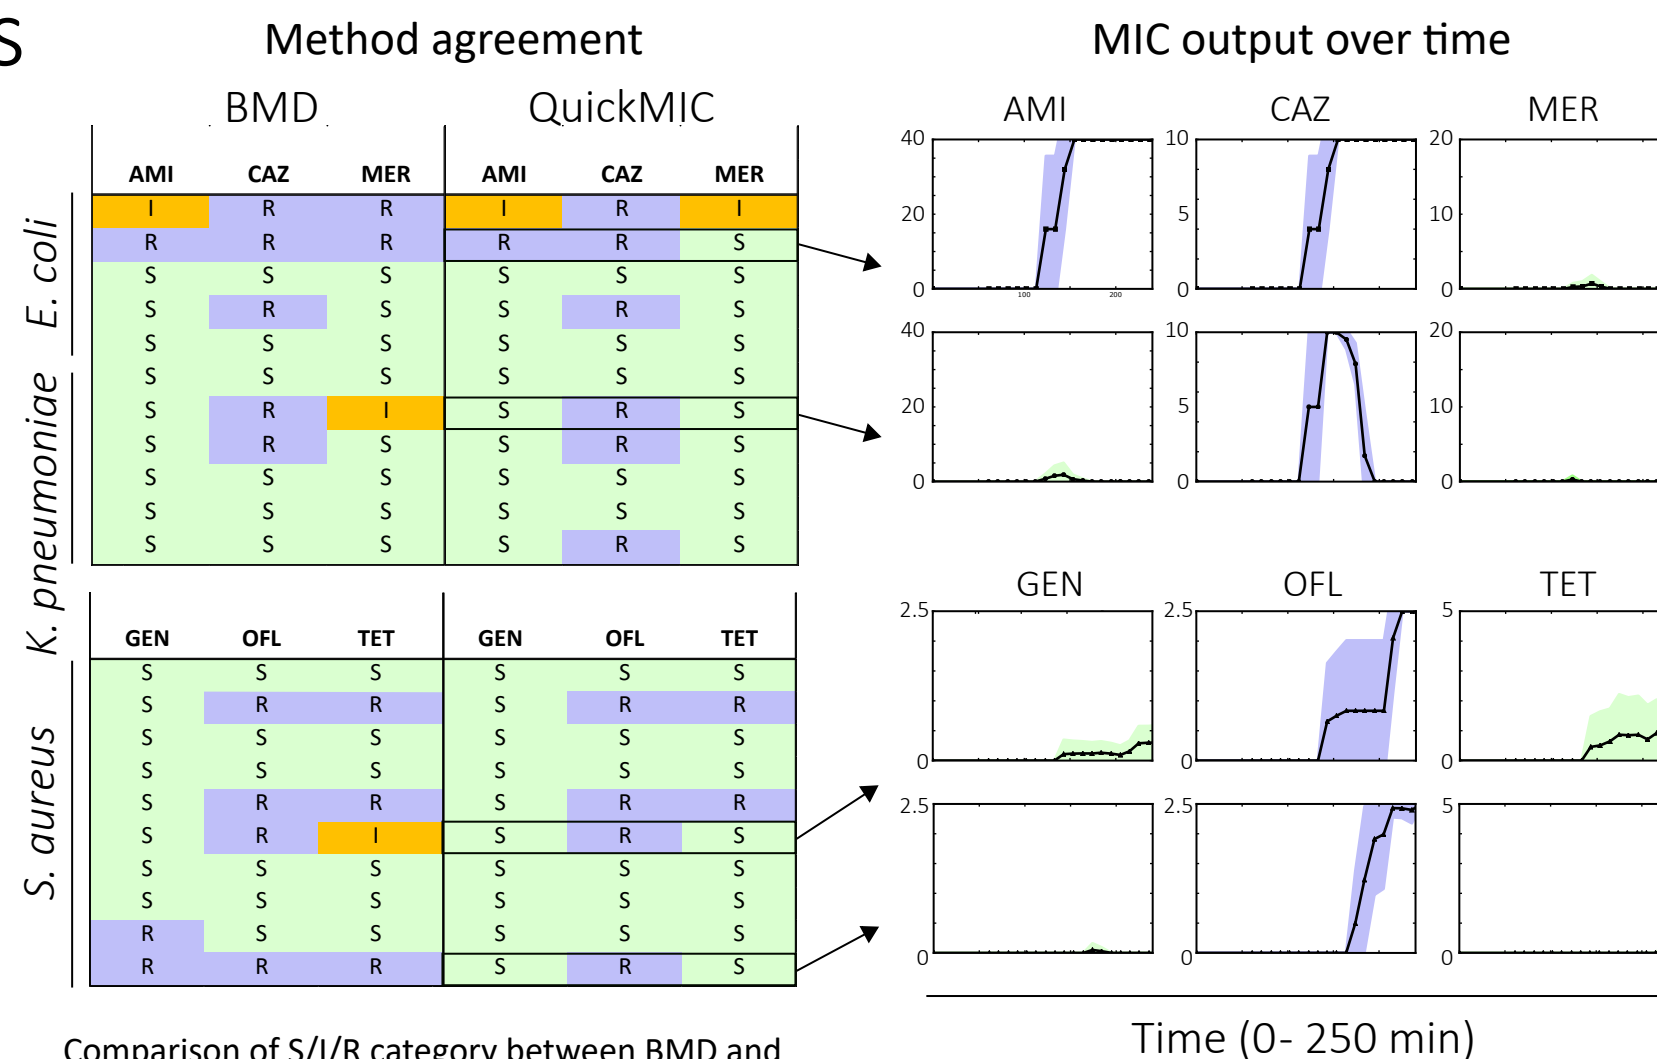 S
Method agreement
MIC output over time
BMD QuickMIC
AMI CAZ MER AMI CAZ MER
E. coli
I R R I R I
R R R R R S
S S S S S S
S R S S R S
S S S S S S
K. pneumoniae
S S S S S S
S R I S R S
S R S S R S
S S S S S S
S S S S S S
S S S S R S
GEN OFL TET GEN OFL TET
S. aureus
S S S S S S
S R R S R R
S S S S S S
S S S S S S
S R R S R R
S R I S R S
S S S S S S
S S S S S S
R S S S S S
R R R S R S
Comparison of S/I/R category between BMD and
AMI CAZ MER
40 10 20
20 5 10
0 0 0
100 200
40 10 20
20 5 10
0 0 0
GEN OFL TET
2.5 2.5 5
0 0 0
2.5 2.5 5
0 0 0
Time (0- 250 min)